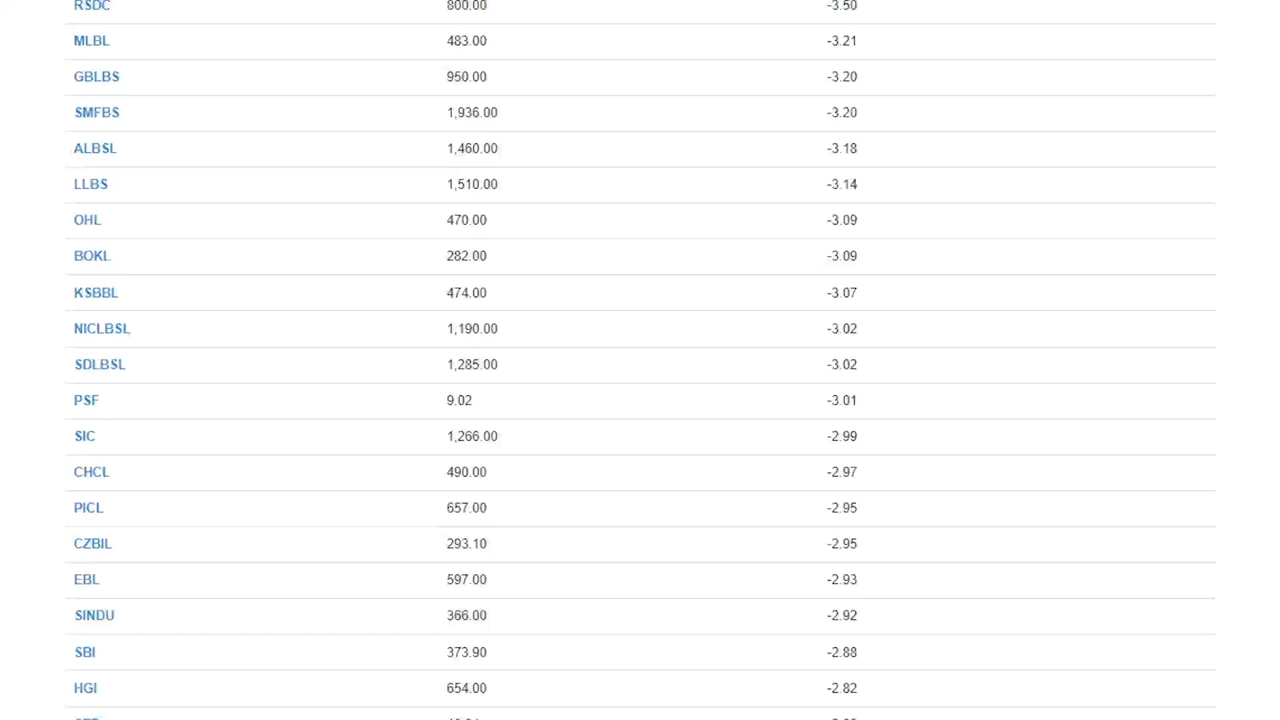 RSDC 800.00 -3.50
MLBL 483.00 -3.21
GBLBS 950.00 -3.20
SMFBS 1,936.00 -3.20
ALBSL 1,460.00 -3.18
LLBS 1,510.00 -3.14
OHL 470.00 -3.09
BOKL 282.00 -3.09
KSBBL 474.00 -3.07
NICLBSL 1,190.00 -3.02
SDLBSL 1,285.00 -3.02
PSF 9.02 -3.01
SIC 1,266.00 -2.99
CHCL 490.00 -2.97
PICL 657.00 -2.95
CZBIL 293.10 -2.95
EBL 597.00 -2.93
SINDU 366.00 -2.92
SBI 373.90 -2.88
HGI 654.00 -2.82